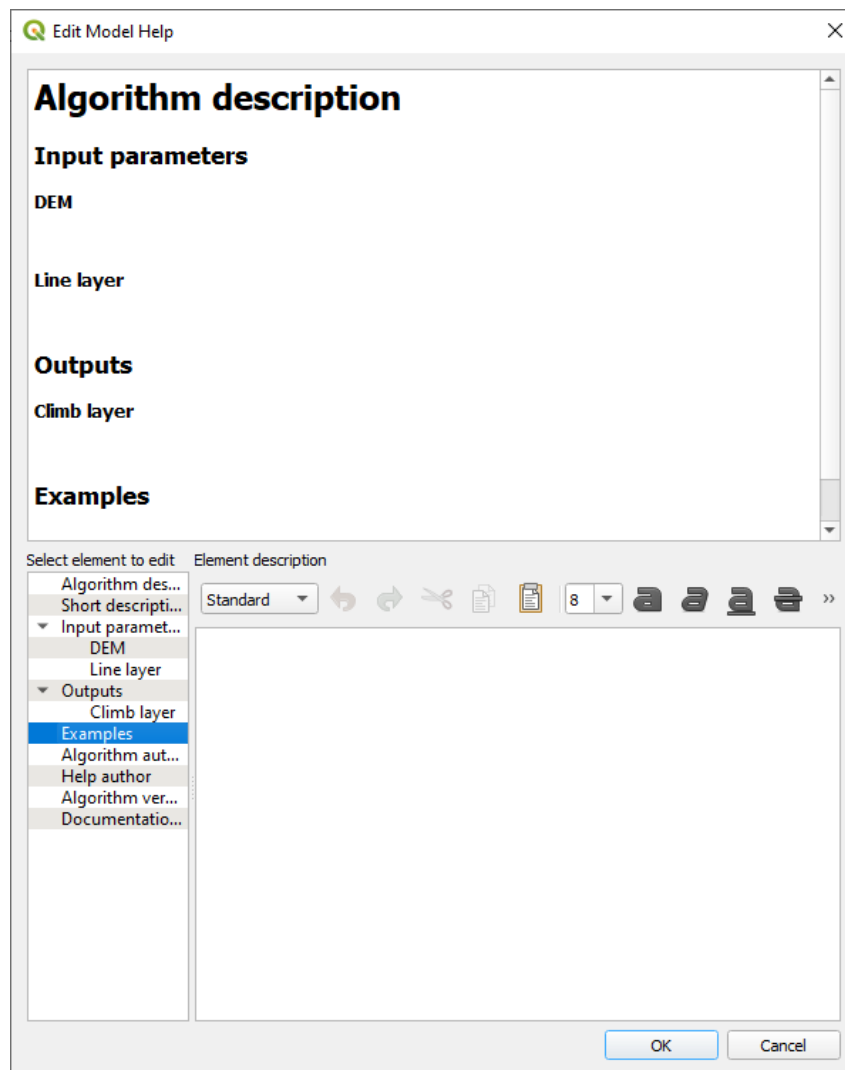 Edit Model Help
Algorithm description
Input parameters
DEM
Line layer
Outputs
Climb layer
Examples
Select element to edit Element description
Algorithm des...
Short descripti...
Input paramet...
DEM
Line layer
Outputs
Climb layer
Examples
Algorithm aut...
Help author
Algorithm ver...
Documentatio...
Standard 8 a a a a »
OK Cancel